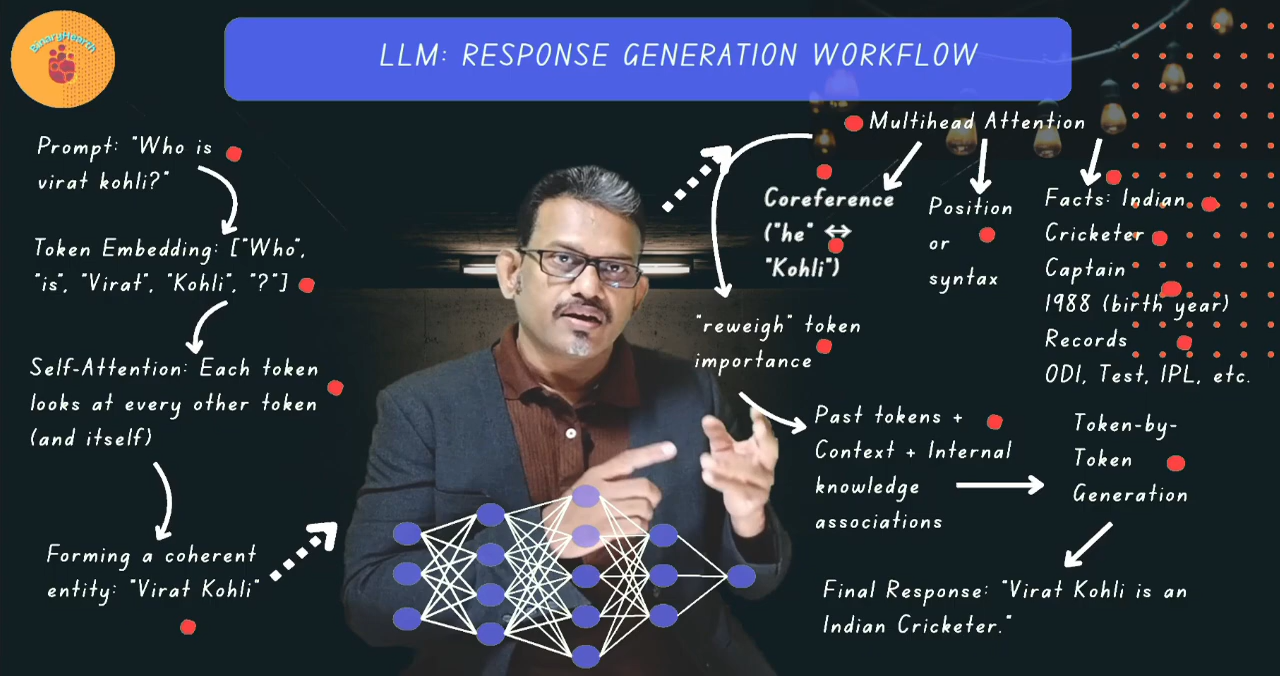 BinaryHearth
LLM: RESPONSE GENERATION WORKFLOW
Prompt: "Who is
virat kohli?"
Token Embedding: ["Who",
"is", "Virat", "Kohli", "?"]
Self-Attention: Each token
looks at every other token
(and itself)
Forming a coherent
entity: "Virat Kohli"
Multihead Attention
Coreference
("he" ↔
"Kohli")
Position
or
syntax
Facts: Indian
Cricketer
Captain
1988 (birth year)
Records
ODI, Test, IPL, etc.
"reweigh" token
importance
Past tokens +
Context + Internal
knowledge
associations
Token-by-
Token
Generation
Final Response: "Virat Kohli is an
Indian Cricketer."